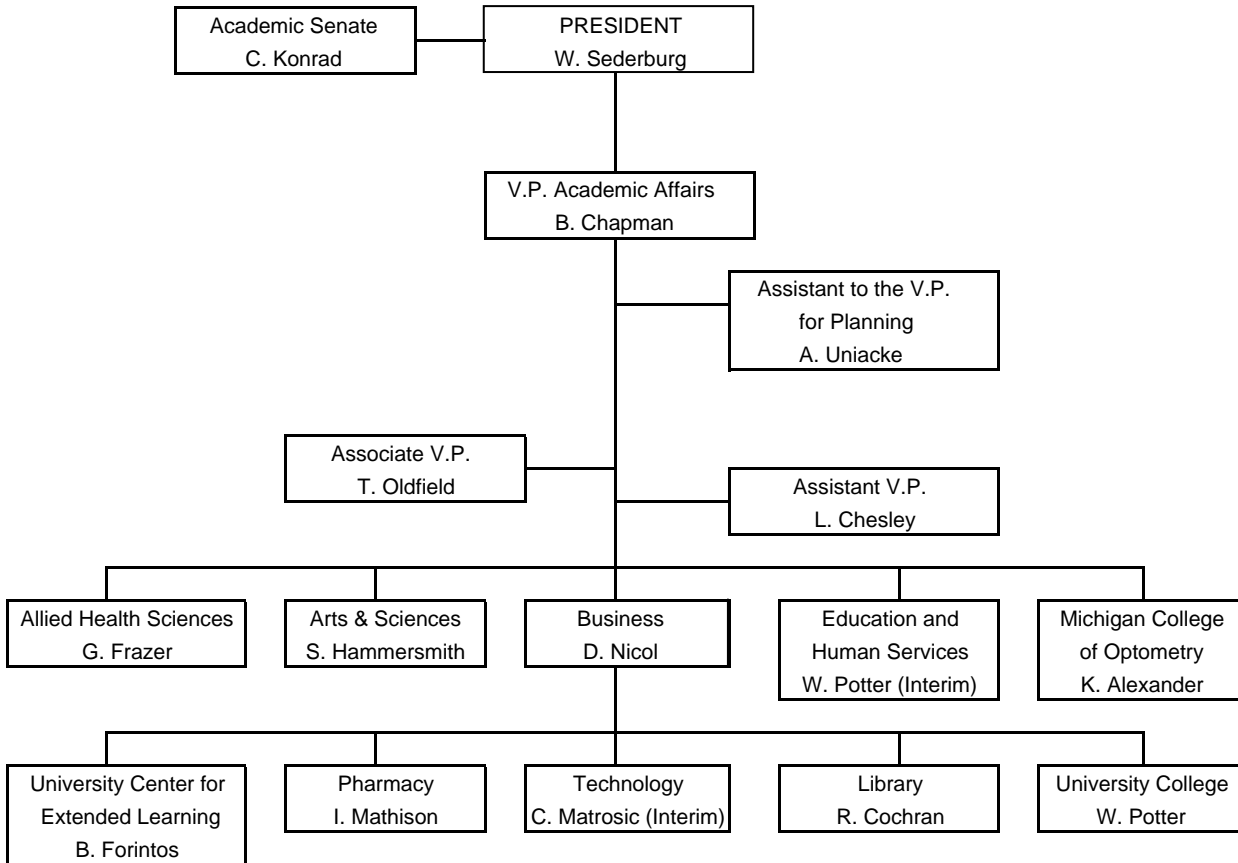 Academic Senate
C. Konrad
PRESIDENT
W. Sederburg
V.P. Academic Affairs
B. Chapman
Assistant to the V.P.
for Planning
A. Uniacke
Associate V.P.
T. Oldfield
Assistant V.P.
L. Chesley
Allied Health Sciences
G. Frazer
Arts & Sciences
S. Hammersmith
Business
D. Nicol
Education and
Human Services
W. Potter (Interim)
Michigan College
of Optometry
K. Alexander
University Center for
Extended Learning
B. Forintos
Pharmacy
I. Mathison
Technology
C. Matrosic (Interim)
Library
R. Cochran
University College
W. Potter